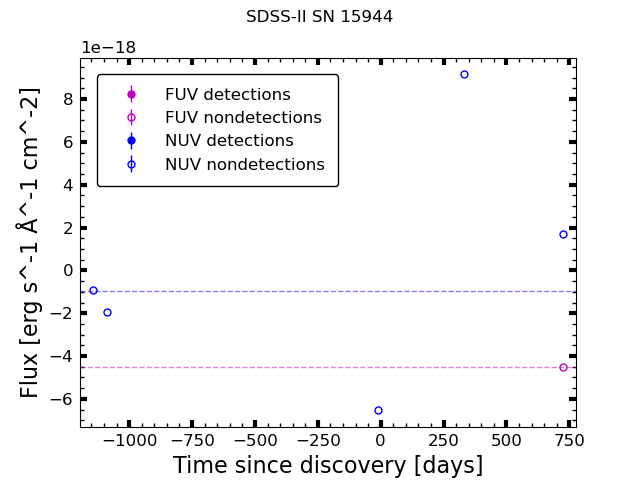 SDSS-II SN 15944
1e−18
FUV detections
FUV nondetections
NUV detections
NUV nondetections
8
6
4
2
0
−2
−4
−6
Flux [erg s^-1 Å^-1 cm^-2]
−1000 −750 −500 −250 0 250 500 750
Time since discovery [days]